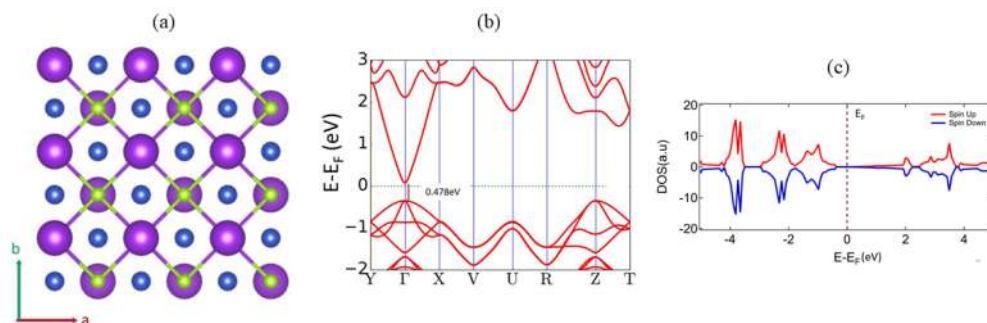 (a)
b
a
(b)
E-E_F (eV)
3
2
1
0
-1
-2
0.478eV
Y Γ X V U R Z T
(c)
DOS(a.u)
20
10
0
-10
-20
E_F
Spin Up
Spin Down
-4 -2 0 2 4
E-E_F(eV)